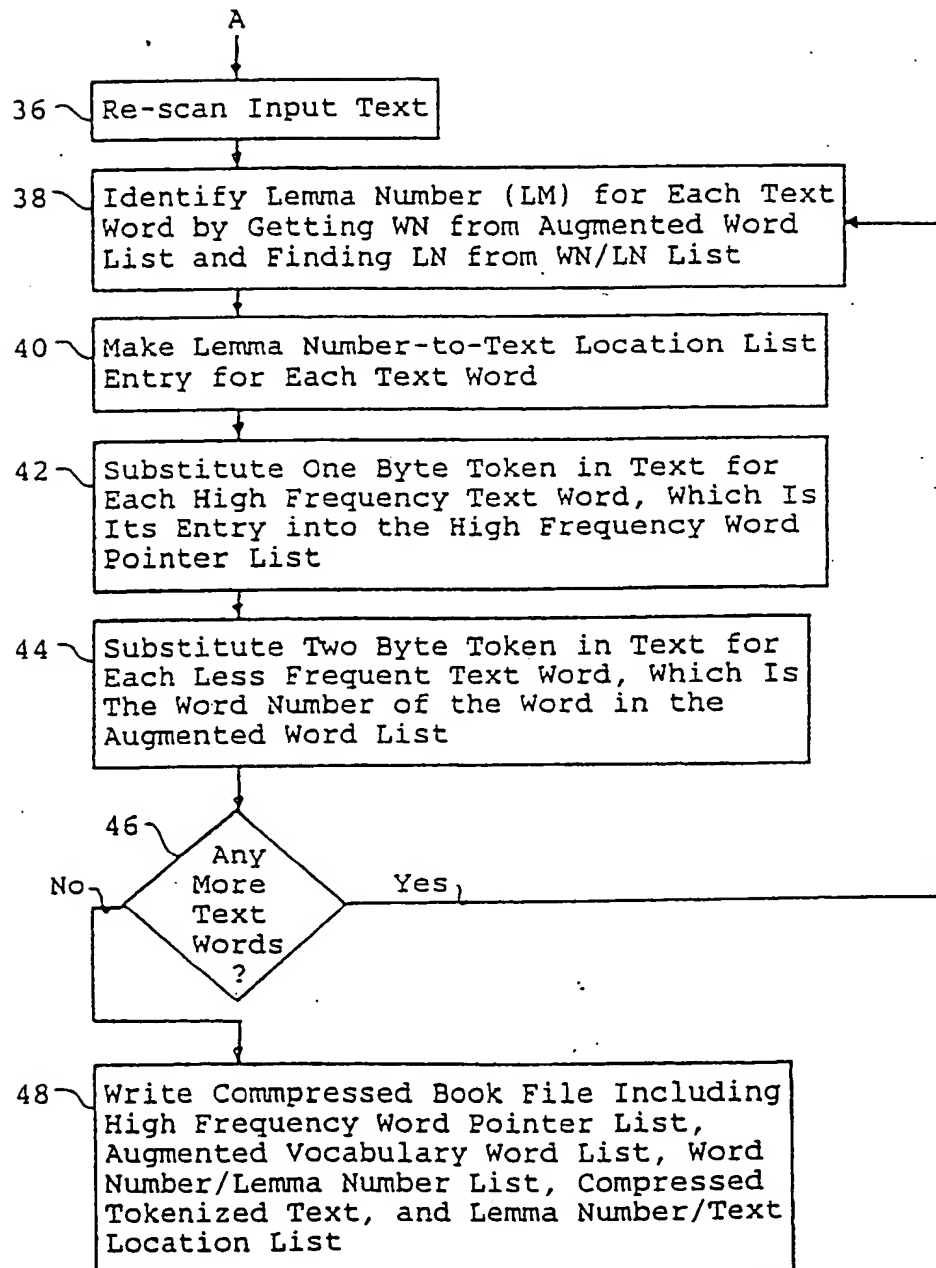 A
36
Re-scan Input Text
38
Identify Lemma Number (LM) for Each Text
Word by Getting WN from Augmented Word
List and Finding LN from WN/LN List
40
Make Lemma Number-to-Text Location List
Entry for Each Text Word
42
Substitute One Byte Token in Text for
Each High Frequency Text Word, Which Is
Its Entry into the High Frequency Word
Pointer List
44
Substitute Two Byte Token in Text for
Each Less Frequent Text Word, Which Is
The Word Number of the Word in the
Augmented Word List
46
Any
More
Text
Words
?
No
Yes
48
Write Commpressed Book File Including
High Frequency Word Pointer List,
Augmented Vocabulary Word List, Word
Number/Lemma Number List, Compressed
Tokenized Text, and Lemma Number/Text
Location List